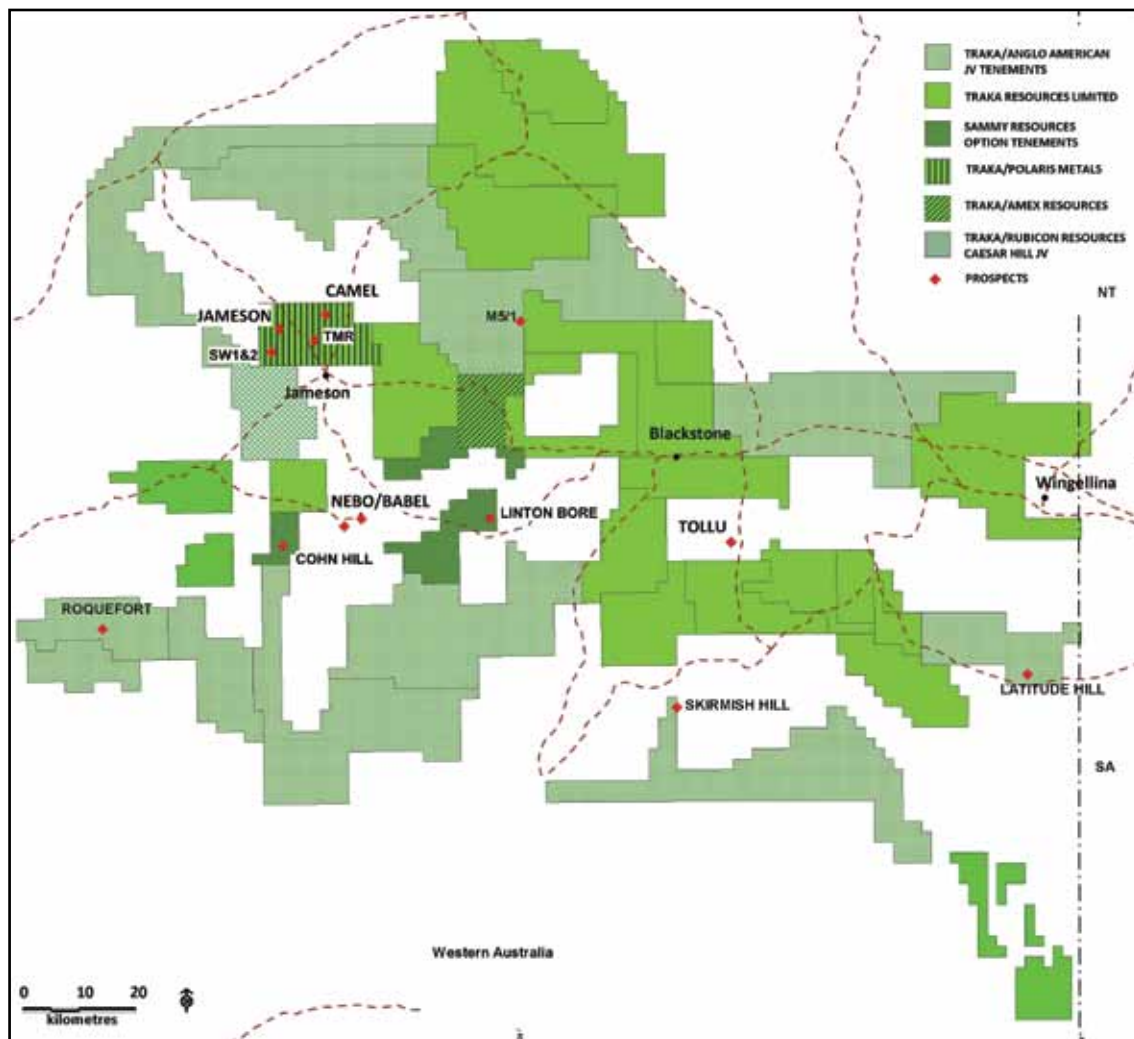 TRAKA/ANGLO AMERICAN
JV TENEMENTS
TRAKA RESOURCES LIMITED
SAMMY RESOURCES
OPTION TENEMENTS
TRAKA/POLARIS METALS
TRAKA/AMEX RESOURCES
TRAKA/RUBICON RESOURCES
CAESAR HILL JV
PROSPECTS
NT
CAMEL
JAMESON
MS/1
TMR
SW1&2
Jameson
Blackstone
Wingellina
NEBO/BABEL
LINTON BORE
TOLLU
COHN HILL
ROQUEFORT
LATITUDE HILL
SKIRMISH HILL
SA
Western Australia
0 10 20
kilometres